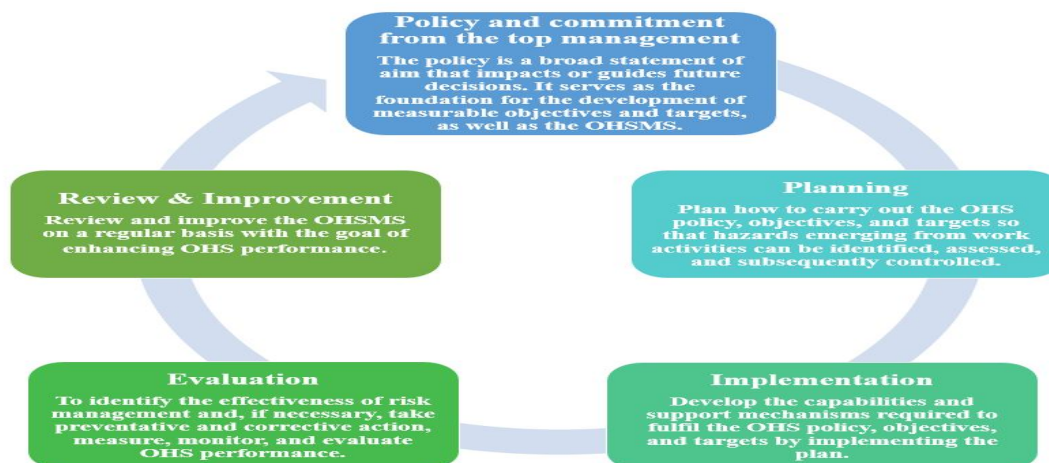 Policy and commitment
from the top management
The policy is a broad statement of
aim that impacts or guides future
decisions. It serves as the
foundation for the development of
measurable objectives and targets,
as well as the OHSMS.
Planning
Plan how to carry out the OHS
policy, objectives, and targets so
that hazards emerging from work
activities can be identified, assessed,
and subsequently controlled.
Implementation
Develop the capabilities and
support mechanisms required to
fulfil the OHS policy, objectives,
and targets by implementing the
plan.
Evaluation
To identify the effectiveness of risk
management and, if necessary, take
preventative and corrective action,
measure, monitor, and evaluate
OHS performance.
Review & Improvement
Review and improve the OHSMS
on a regular basis with the goal of
enhancing OHS performance.